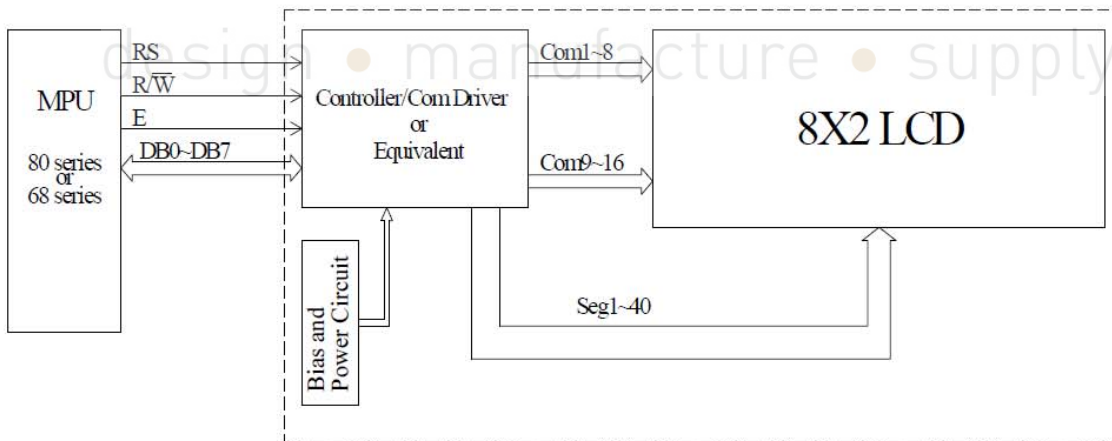 design • manufacture • supply
MPU
80 series
or
68 series
RS
R/W̅
E
DB0~DB7
Controller/Com Driver
or
Equivalent
Bias and
Power Circuit
Com1~8
Com9~16
Seg1~40
8X2 LCD